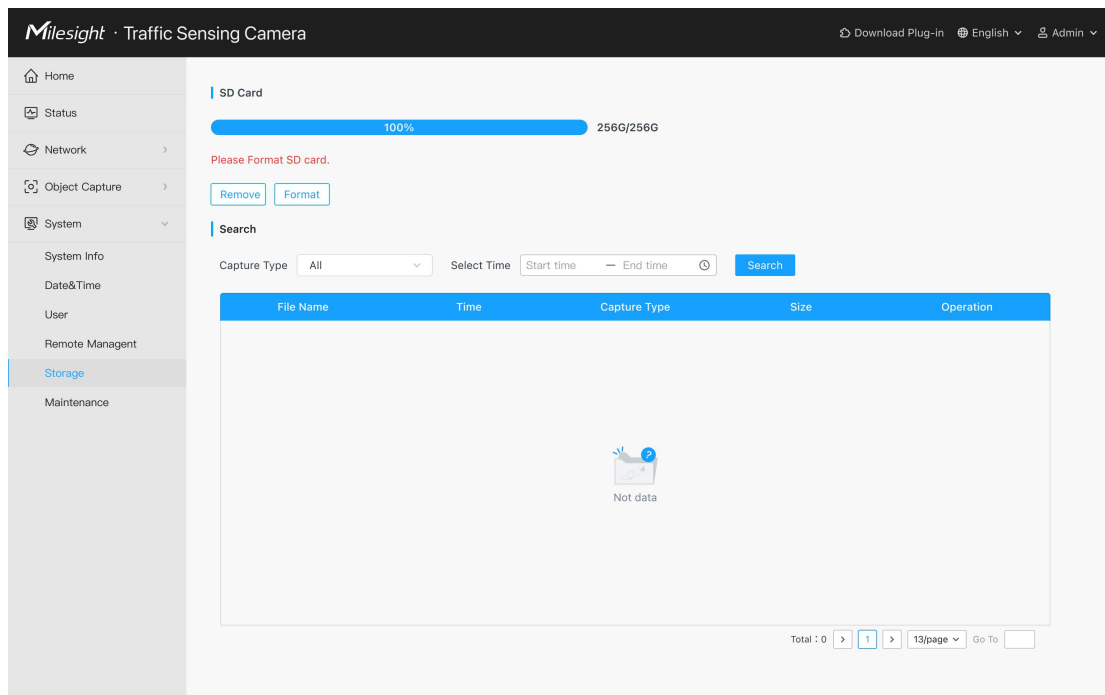 Milesight · Traffic Sensing Camera
Download Plug-in English Admin
Home
Status
Network
Object Capture
System
System Info
Date&Time
User
Remote Managent
Storage
Maintenance
SD Card
100% 256G/256G
Please Format SD card.
Remove Format
Search
Capture Type All Select Time Start time — End time Search
File Name Time Capture Type Size Operation
?
Not data
Total : 0 > 1 > 13/page Go To